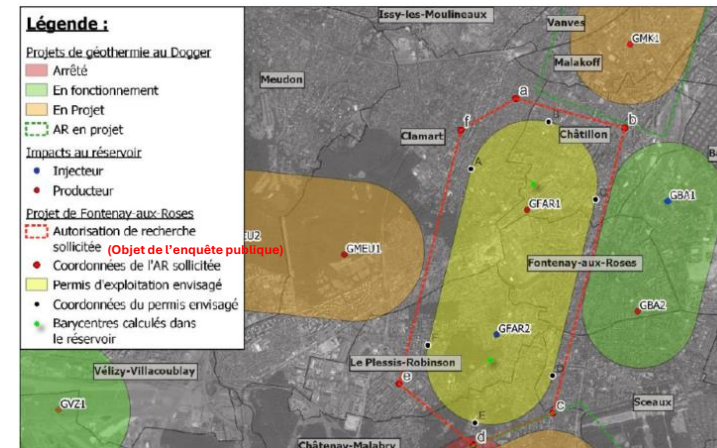 Légende :
Projets de géothermie au Dogger
Arrêté
En fonctionnement
En Projet
AR en projet
Impacts au réservoir
Injecteur
Producteur
Projet de Fontenay-aux-Roses
Autorisation de recherche
sollicitée (Objet de l'enquête publique)
Coordonnées de l'AR sollicitée
Permis d'exploitation envisagé
Coordonnées du permis envisagé
Barycentres calculés dans
le réservoir
Issy-les-Moulineaux
Vanves
GMK1
Malakoff
Meudon
a
b
f
Clamart
Châtillon
A
GFAR1
GBA1
EU2
GMEU1
Fontenay-aux-Roses
GBA2
GFAR2
F
Le Plessis-Robinson
Vélizy-Villacoublay
e
D
GVZ1
Sceaux
c
E
d
Châtenay-Malabry